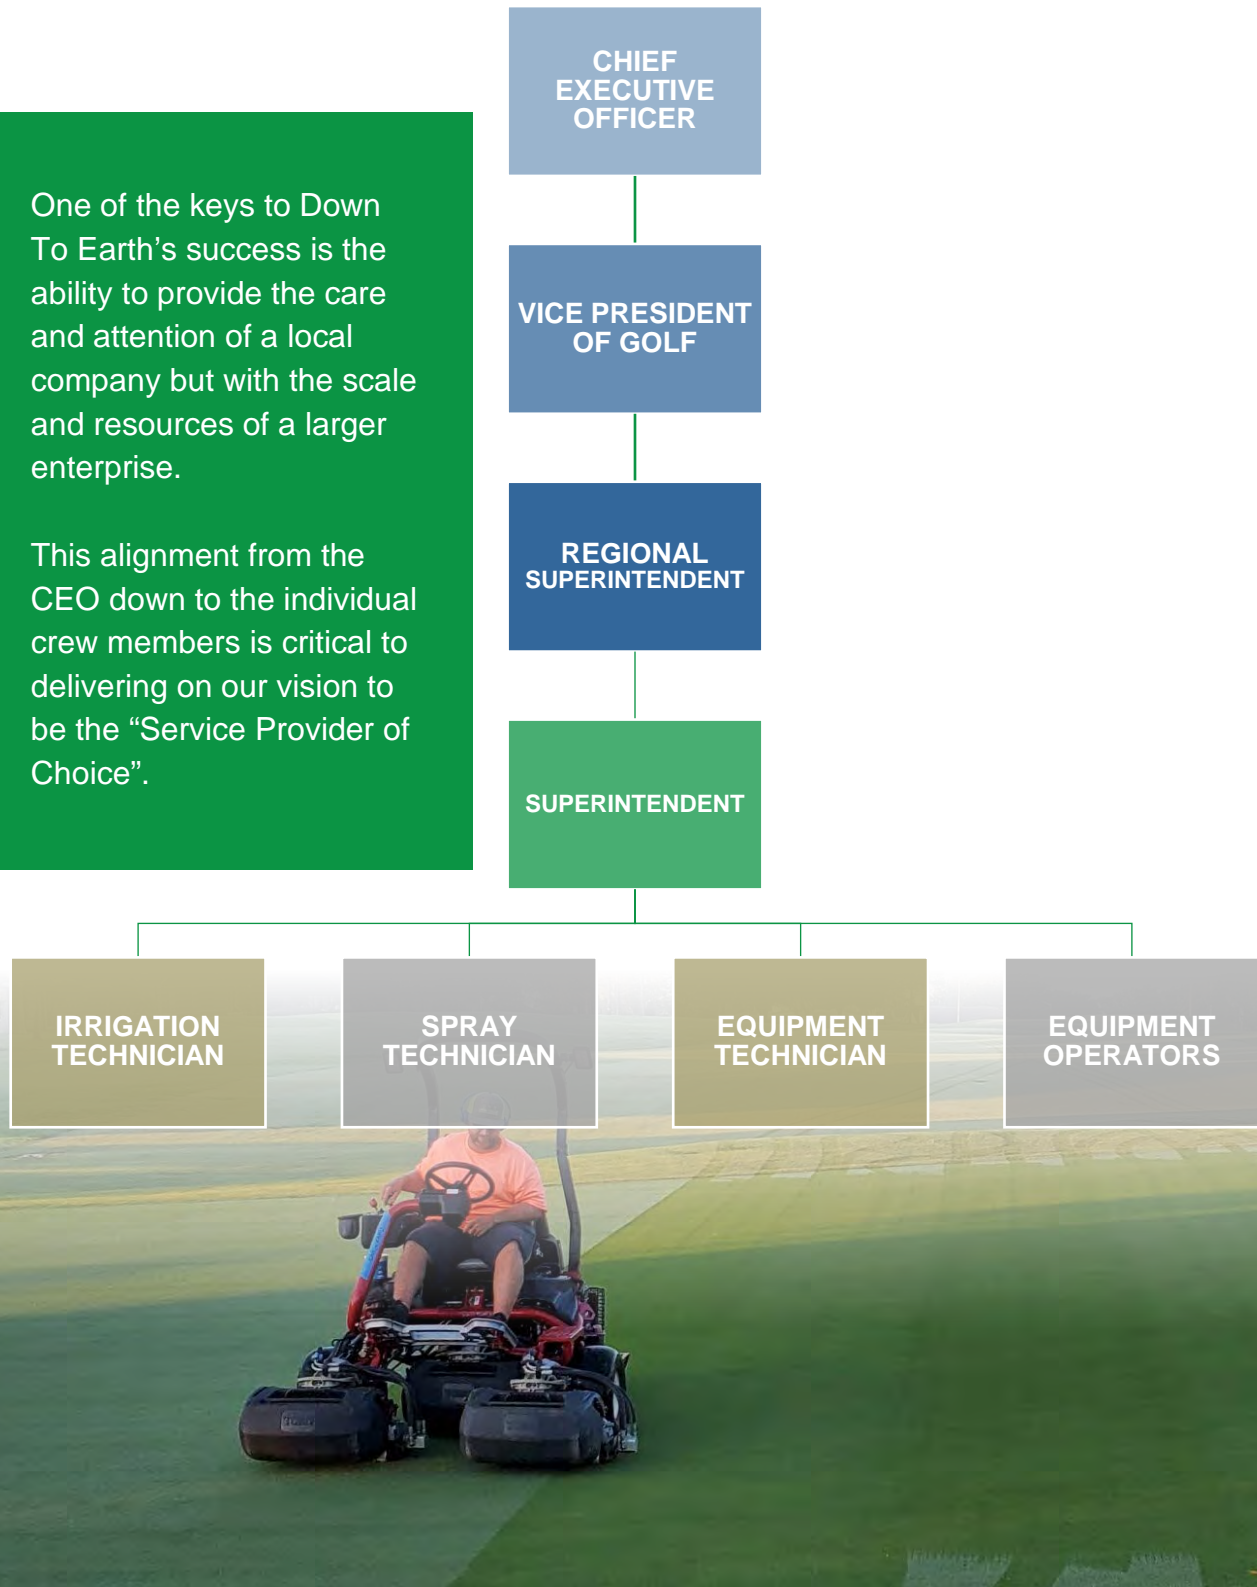 CHIEF
EXECUTIVE
OFFICER
One of the keys to Down
To Earth’s success is the
ability to provide the care
and attention of a local
company but with the scale
and resources of a larger
enterprise.
This alignment from the
CEO down to the individual
crew members is critical to
delivering on our vision to
be the “Service Provider of
Choice”.
VICE PRESIDENT
OF GOLF
REGIONAL
SUPERINTENDENT
SUPERINTENDENT
IRRIGATION
TECHNICIAN
SPRAY
TECHNICIAN
EQUIPMENT
TECHNICIAN
EQUIPMENT
OPERATORS
TORO